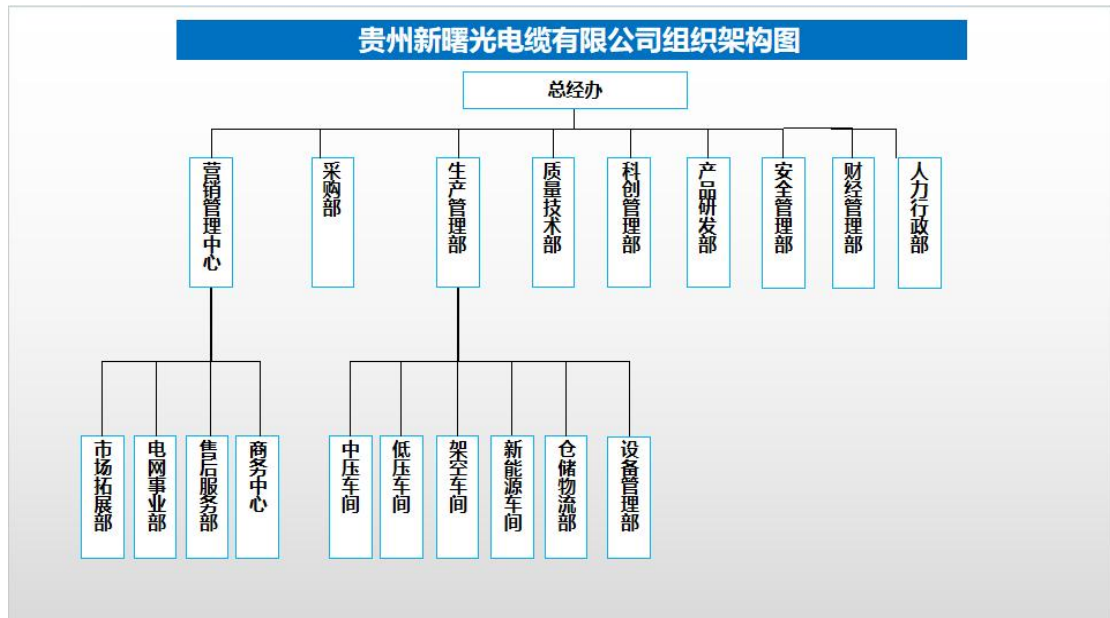 贵州新曙光电缆有限公司组织架构图
总经办
营销管理中心
采购部
生产管理部
质量技术部
科创管理部
产品研发部
安全管理部
财经管理部
人力行政部
市场拓展部
电网事业部
售后服务部
商务中心
中压车间
低压车间
架空车间
新能源车间
仓储物流部
设备管理部